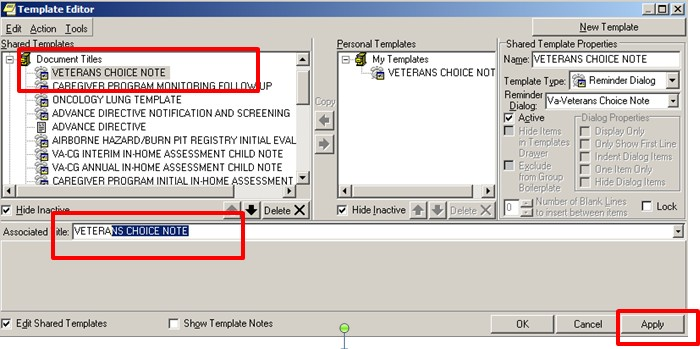 Template Editor
Edit Action Tools
New Template
Shared Templates
Document Titles
VETERANS CHOICE NOTE
CAREGIVER PROGRAM MONITORING FOLLOW UP
ONCOLOGY LUNG TEMPLATE
ADVANCE DIRECTIVE NOTIFICATION AND SCREENING
ADVANCE DIRECTIVE
AIRBORNE HAZARD/BURN PIT REGISTRY INITIAL EVAL
VA-CG INTERIM IN-HOME ASSESSMENT CHILD NOTE
VA-CG ANNUAL IN-HOME ASSESSMENT CHILD NOTE
CAREGIVER PROGRAM INITIAL IN-HOME ASSESSMENT
Hide Inactive
Delete
Copy
Personal Templates
My Templates
VETERANS CHOICE NOT
Hide Inactive
Delete
Shared Template Properties
Name: VETERANS CHOICE NOTE
Template Type: Reminder Dialog
Reminder
Dialog: Va-Veterans Choice Note
Active
Hide Items
in Templates
Drawer
Exclude
from Group
Boilerplate
Dialog Properties
Display Only
Only Show First Line
Indent Dialog Items
One Item Only
Hide Dialog Items
0 Number of Blank Lines
to insert between items
Lock
Associated Title: VETERANS CHOICE NOTE
Edit Shared Templates
Show Template Notes
OK
Cancel
Apply